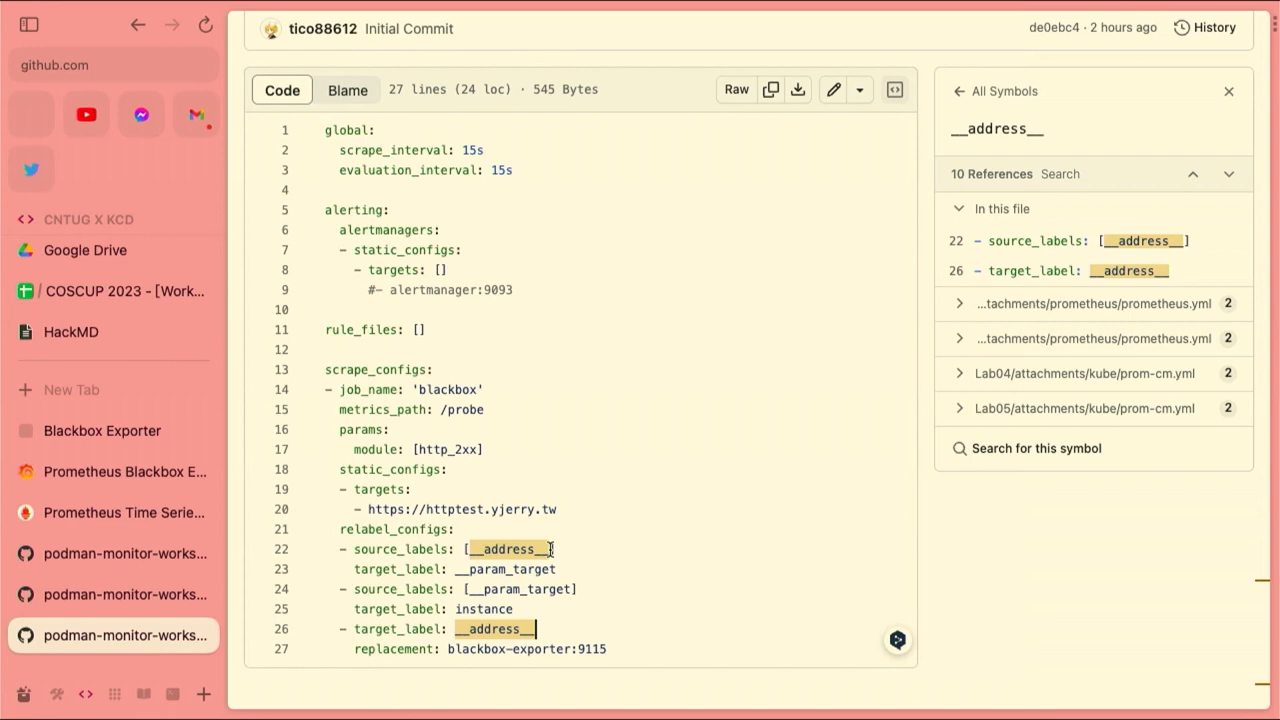 github.com
CNTUG X KCD
Google Drive
/ COSCUP 2023 - [Work...
HackMD
New Tab
Blackbox Exporter
Prometheus Blackbox E...
Prometheus Time Serie...
podman-monitor-works...
podman-monitor-works...
podman-monitor-works...
tico88612 Initial Commit
de0ebc4 · 2 hours ago History
Code Blame 27 lines (24 loc) · 545 Bytes Raw
1 global:
2   scrape_interval: 15s
3   evaluation_interval: 15s
4
5 alerting:
6   alertmanagers:
7   - static_configs:
8     - targets: []
9       #- alertmanager:9093
10
11 rule_files: []
12
13 scrape_configs:
14 - job_name: 'blackbox'
15   metrics_path: /probe
16   params:
17     module: [http_2xx]
18   static_configs:
19   - targets:
20     - https://httptest.yjerry.tw
21   relabel_configs:
22   - source_labels: [__address__]
23     target_label: __param_target
24   - source_labels: [__param_target]
25     target_label: instance
26   - target_label: __address__
27     replacement: blackbox-exporter:9115
All Symbols
__address__
10 References Search
In this file
22 - source_labels: [__address__]
26 - target_label: __address__
...tachments/prometheus/prometheus.yml 2
...tachments/prometheus/prometheus.yml 2
Lab04/attachments/kube/prom-cm.yml 2
Lab05/attachments/kube/prom-cm.yml 2
Search for this symbol